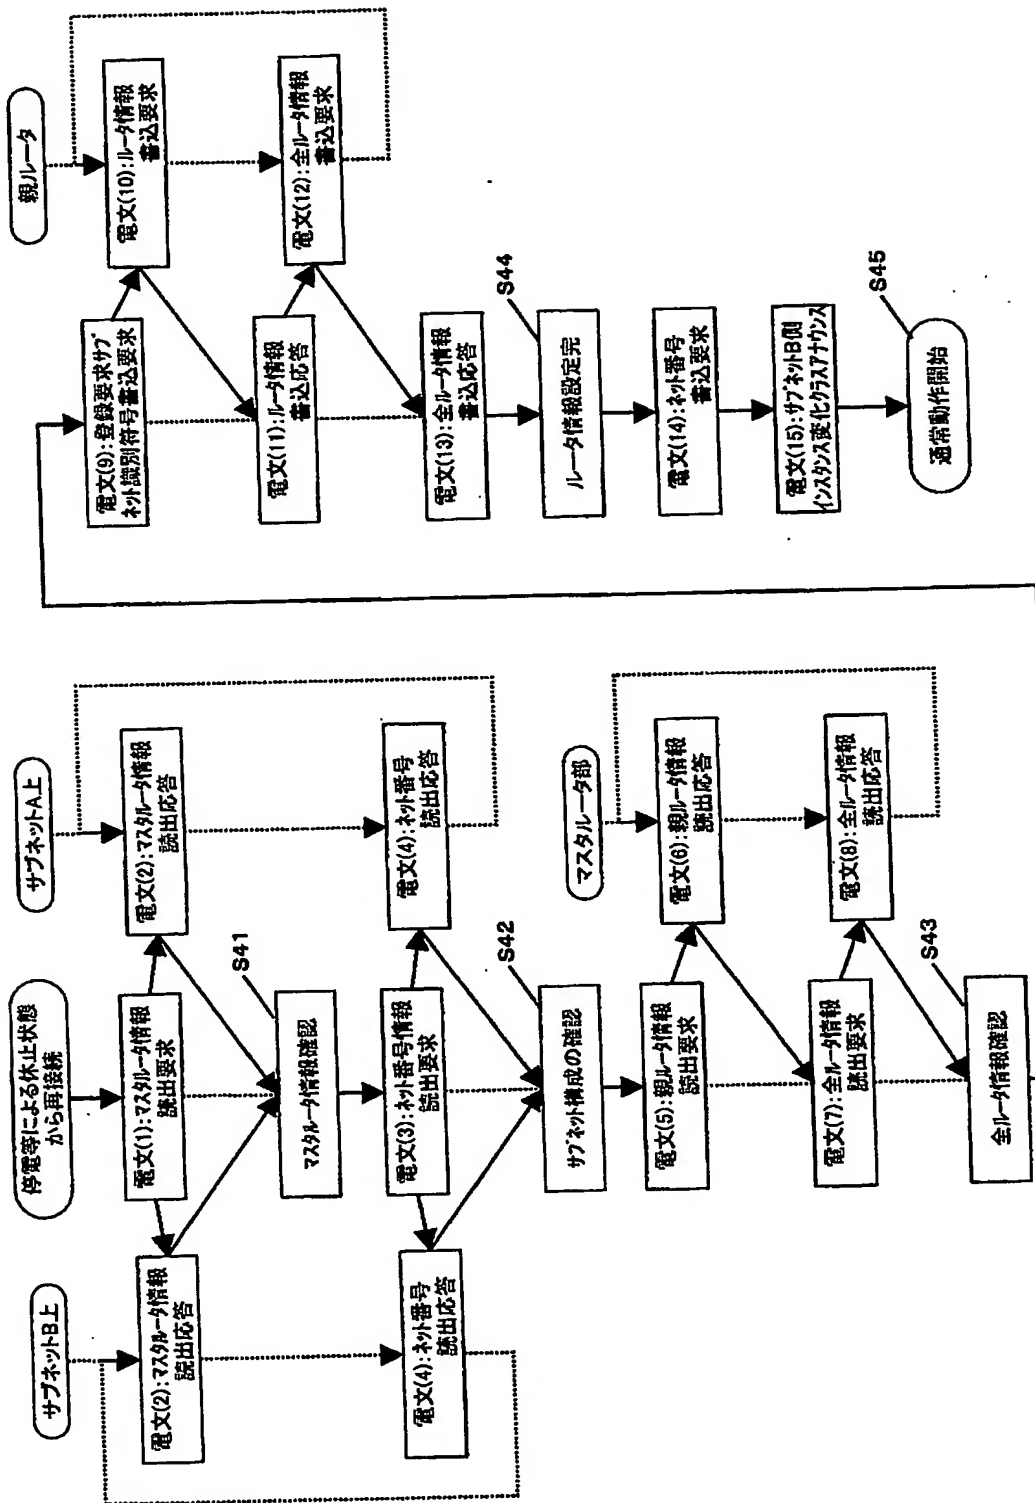 停電等による休止状態
から再接続
サブネットB上
サブネットA上
電文(1):マスタルータ情報
読出要求
電文(2):マスタルータ情報
読出応答
電文(2):マスタルータ情報
読出応答
S41
マスタルータ情報確認
電文(3):ネット番号情報
読出要求
電文(4):ネット番号
読出応答
電文(4):ネット番号
読出応答
S42
サブネット構成の確認
マスタルータ部
電文(5):親ルータ情報
読出要求
電文(6):親ルータ情報
読出応答
電文(7):全ルータ情報
読出要求
電文(8):全ルータ情報
読出応答
S43
全ルータ情報確認
親ルータ
電文(9):登録要求サブ
ネット識別符号書込要求
電文(10):ルータ情報
書込要求
電文(11):ルータ情報
書込応答
電文(12):全ルータ情報
書込要求
電文(13):全ルータ情報
書込応答
S44
ルータ情報設定完
電文(14):ネット番号
書込要求
電文(15):サブネットB側
インスタンス変化クラスアナウンス
S45
通常動作開始